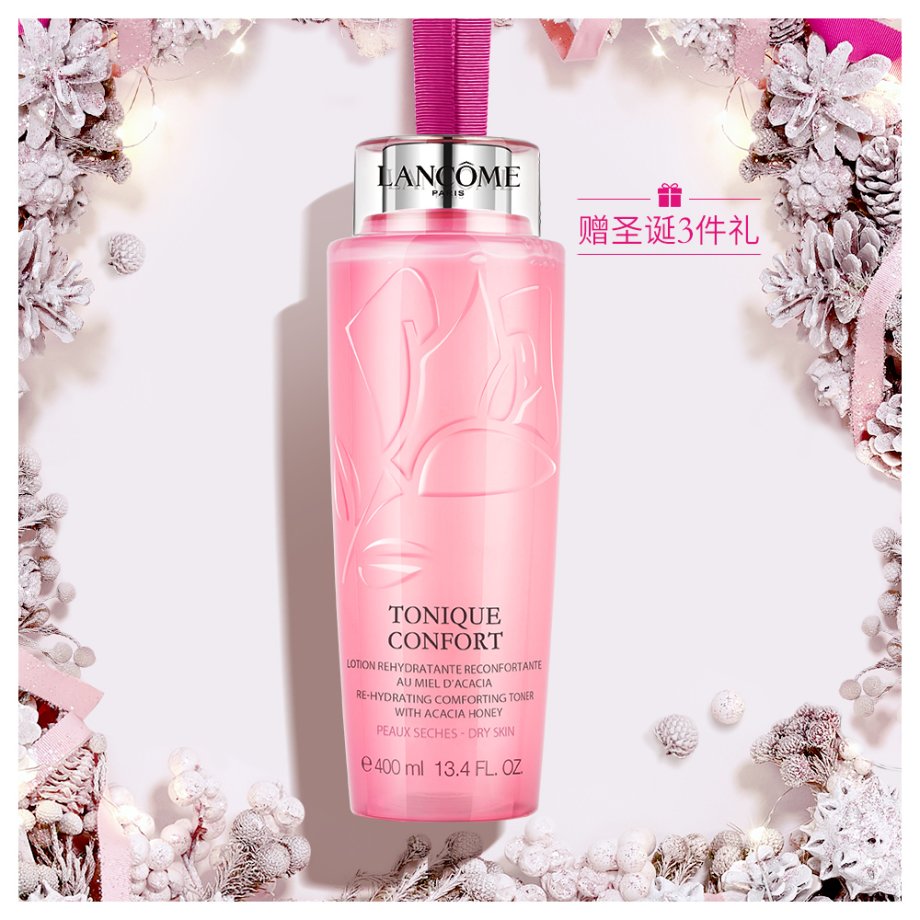 LANCÔME
PARIS
赠圣诞3件礼
TONIQUE
CONFORT
LOTION REHYDRATANTE RECONFORTANTE
AU MIEL D'ACACIA
RE-HYDRATING COMFORTING TONER
WITH ACACIA HONEY
PEAUX SECHES - DRY SKIN
e 400 ml 13.4 FL. OZ.